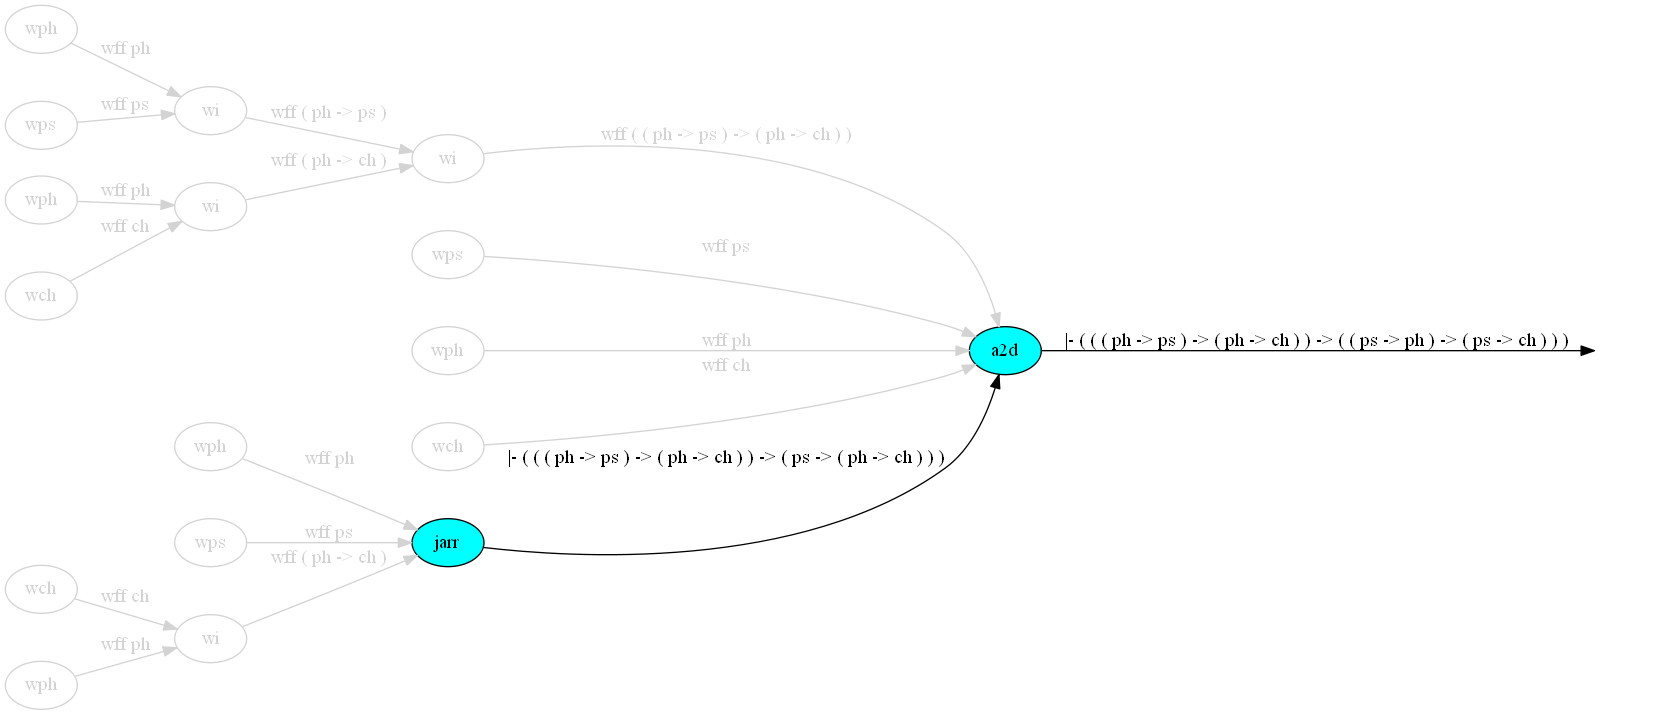 wph
wff ph
wps
wff ps
wi
wff ( ph -> ps )
wph
wff ph
wch
wff ch
wi
wff ( ph -> ch )
wi
wff ( ( ph -> ps ) -> ( ph -> ch ) )
wps
wff ps
wph
wff ph
wch
wff ch
a2d
|- ( ( ( ph -> ps ) -> ( ph -> ch ) ) -> ( ( ps -> ph ) -> ( ps -> ch ) ) )
|- ( ( ( ph -> ps ) -> ( ph -> ch ) ) -> ( ps -> ( ph -> ch ) ) )
wph
wff ph
wps
wff ps
jarr
wff ( ph -> ch )
wch
wff ch
wi
wff ph
wph